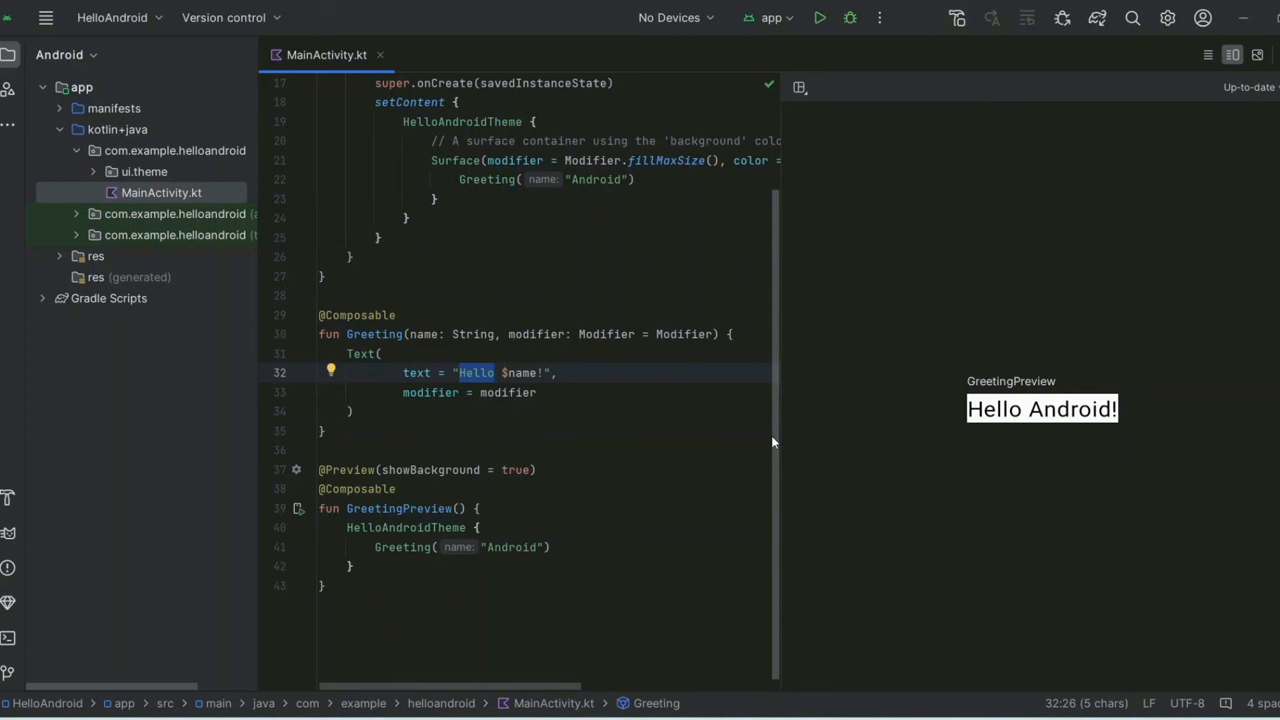 HelloAndroid
Version control
No Devices
app
Android
MainActivity.kt
app
manifests
kotlin+java
com.example.helloandroid
ui.theme
MainActivity.kt
com.example.helloandroid (a
com.example.helloandroid (t
res
res (generated)
Gradle Scripts
17 super.onCreate(savedInstanceState)
18 setContent {
19 HelloAndroidTheme {
20 // A surface container using the 'background' colo
21 Surface(modifier = Modifier.fillMaxSize(), color =
22 Greeting( name: "Android")
23 }
24 }
25 }
26 }
27 }
28
29 @Composable
30 fun Greeting(name: String, modifier: Modifier = Modifier) {
31 Text(
32 text = "Hello $name!",
33 modifier = modifier
34 )
35 }
36
37 @Preview(showBackground = true)
38 @Composable
39 fun GreetingPreview() {
40 HelloAndroidTheme {
41 Greeting( name: "Android")
42 }
43 }
Up-to-date
GreetingPreview
Hello Android!
HelloAndroid > app > src > main > java > com > example > helloandroid > MainActivity.kt > Greeting
32:26 (5 chars) LF UTF-8 4 spac